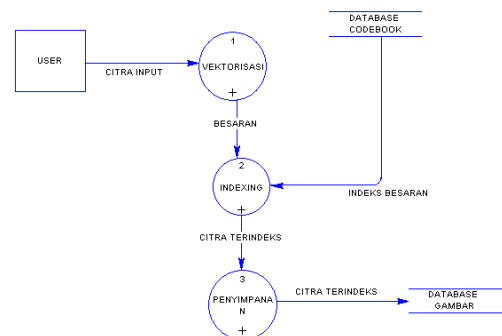 DATABASE
CODEBOOK
1
USER
VEKTORISASI
CITRA INPUT
+
BESARAN
2
INDEXING
INDEKS BESARAN
+
CITRA TERINDEKS
3
CITRA TERINDEKS
PENYIMPANA
N
DATABASE
GAMBAR
+